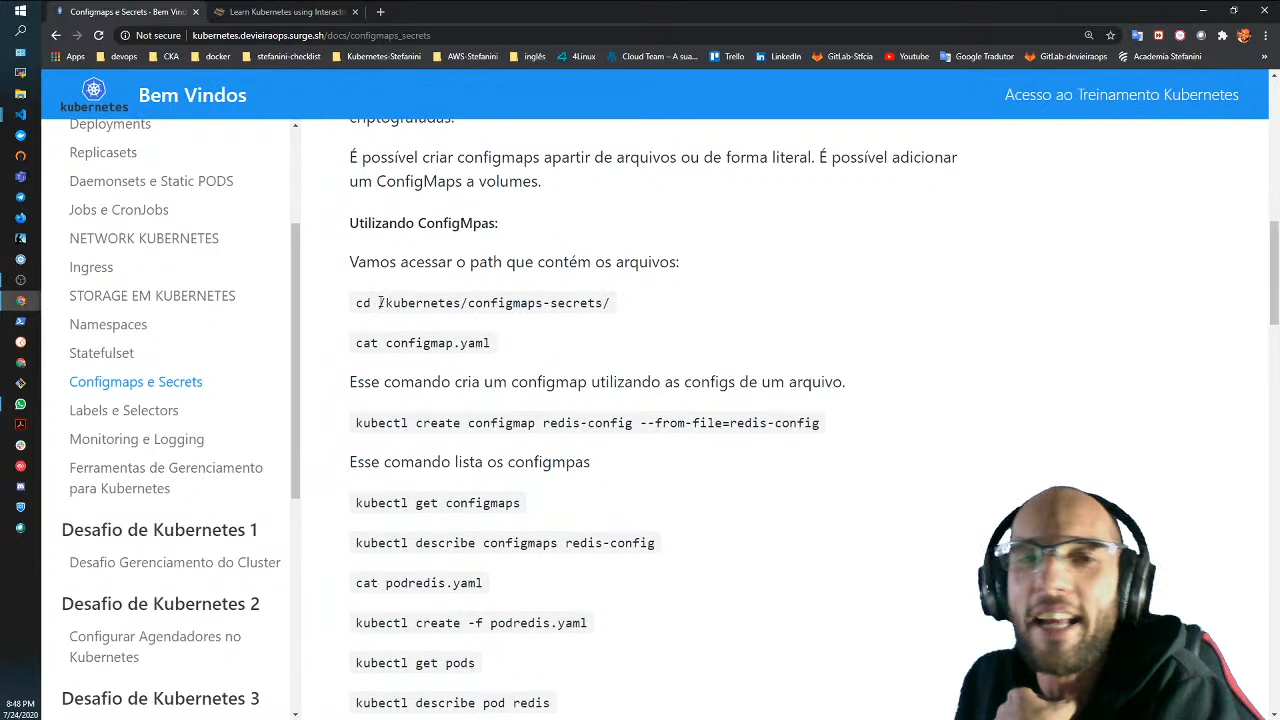 Configmaps e Secrets - Bem Vind
Learn Kubernetes using Interacti
Not secure
kubernetes.devieiraops.surge.sh/docs/configmaps_secrets
Apps
devops
CKA
docker
stefanini-checklist
Kubernetes-Stefanini
AWS-Stefanini
inglês
4Linux
Cloud Team – A sua...
Trello
LinkedIn
GitLab-Stfcia
Youtube
Google Tradutor
GitLab-devieiraops
Academia Stefanini
kubernetes
Bem Vindos
Acesso ao Treinamento Kubernetes
Deployments
Replicasets
Daemonsets e Static PODS
Jobs e CronJobs
NETWORK KUBERNETES
Ingress
STORAGE EM KUBERNETES
Namespaces
Statefulset
Configmaps e Secrets
Labels e Selectors
Monitoring e Logging
Ferramentas de Gerenciamento
para Kubernetes
Desafio de Kubernetes 1
Desafio Gerenciamento do Cluster
Desafio de Kubernetes 2
Configurar Agendadores no
Kubernetes
Desafio de Kubernetes 3
criptografadas.
É possível criar configmaps apartir de arquivos ou de forma literal. É possível adicionar
um ConfigMaps a volumes.
Utilizando ConfigMpas:
Vamos acessar o path que contém os arquivos:
cd /kubernetes/configmaps-secrets/
cat configmap.yaml
Esse comando cria um configmap utilizando as configs de um arquivo.
kubectl create configmap redis-config --from-file=redis-config
Esse comando lista os configmpas
kubectl get configmaps
kubectl describe configmaps redis-config
cat podredis.yaml
kubectl create -f podredis.yaml
kubectl get pods
kubectl describe pod redis
8:48 PM
7/24/2020